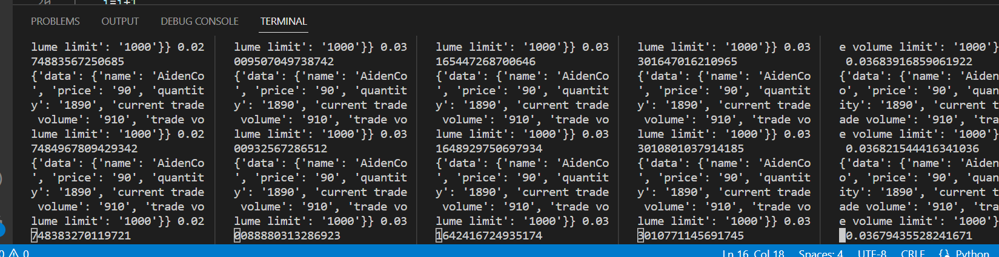 i=i+1
PROBLEMS OUTPUT DEBUG CONSOLE TERMINAL
lume limit': '1000'}} 0.02
74883567250685
{'data': {'name': 'AidenCo
', 'price': '90', 'quantit
y': '1890', 'current trade
 volume': '910', 'trade vo
lume limit': '1000'}} 0.02
7484967809429342
{'data': {'name': 'AidenCo
', 'price': '90', 'quantit
y': '1890', 'current trade
 volume': '910', 'trade vo
lume limit': '1000'}} 0.02
748383270119721
lume limit': '1000'}} 0.03
009507049738742
{'data': {'name': 'AidenCo
', 'price': '90', 'quantit
y': '1890', 'current trade
 volume': '910', 'trade vo
lume limit': '1000'}} 0.03
00932567286512
{'data': {'name': 'AidenCo
', 'price': '90', 'quantit
y': '1890', 'current trade
 volume': '910', 'trade vo
lume limit': '1000'}} 0.03
0088880313286923
lume limit': '1000'}} 0.03
165447268700646
{'data': {'name': 'AidenCo
', 'price': '90', 'quantit
y': '1890', 'current trade
 volume': '910', 'trade vo
lume limit': '1000'}} 0.03
1648929750697934
{'data': {'name': 'AidenCo
', 'price': '90', 'quantit
y': '1890', 'current trade
 volume': '910', 'trade vo
lume limit': '1000'}} 0.03
1642416724935174
lume limit': '1000'}} 0.03
301647016210965
{'data': {'name': 'AidenCo
', 'price': '90', 'quantit
y': '1890', 'current trade
 volume': '910', 'trade vo
lume limit': '1000'}} 0.03
3010801037914185
{'data': {'name': 'AidenCo
', 'price': '90', 'quantit
y': '1890', 'current trade
 volume': '910', 'trade vo
lume limit': '1000'}} 0.03
3010771145691745
e volume limit': '1000'}
 0.03683916859061922
{'data': {'name': 'Aiden
o', 'price': '90', 'quan
ity': '1890', 'current t
ade volume': '910', 'tra
e volume limit': '1000'}
 0.036821544416341036
{'data': {'name': 'Aiden
o', 'price': '90', 'quan
ity': '1890', 'current t
ade volume': '910', 'tra
e volume limit': '1000'}
 0.03679435528241671
0 0 Ln 16, Col 18 Spaces: 4 UTF-8 CRLF Python